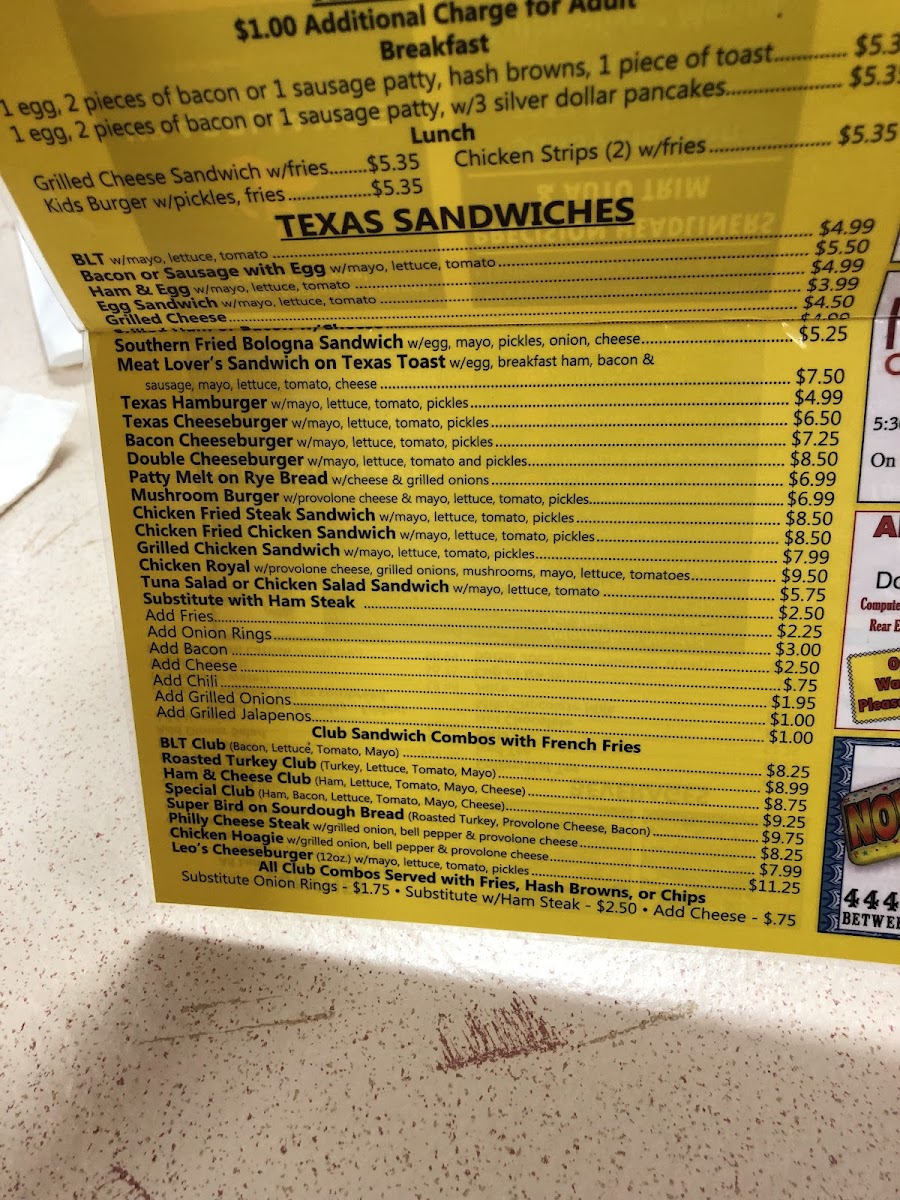 $1.00 Additional Charge for Adult
Breakfast
1 egg, 2 pieces of bacon or 1 sausage patty, hash browns, 1 piece of toast............ $5.3
1 egg, 2 pieces of bacon or 1 sausage patty, w/3 silver dollar pancakes.................. $5.35
Lunch
Grilled Cheese Sandwich w/fries........$5.35 Chicken Strips (2) w/fries.................. $5.35
Kids Burger w/pickles, fries..............$5.35
TEXAS SANDWICHES
BLT w/mayo, lettuce, tomato .......... $4.99
Bacon or Sausage with Egg w/mayo, lettuce, tomato .......... $5.50
Ham & Egg w/mayo, lettuce, tomato .......... $4.99
Egg Sandwich w/mayo, lettuce, tomato .......... $3.99
Grilled Cheese.......... $4.50
Southern Fried Bologna Sandwich w/egg, mayo, pickles, onion, cheese.......... $5.25
Meat Lover's Sandwich on Texas Toast w/egg, breakfast ham, bacon &
sausage, mayo, lettuce, tomato, cheese .......... $7.50
Texas Hamburger w/mayo, lettuce, tomato, pickles.......... $4.99
Texas Cheeseburger w/mayo, lettuce, tomato, pickles.......... $6.50
Bacon Cheeseburger w/mayo, lettuce, tomato, pickles.......... $7.25
Double Cheeseburger w/mayo, lettuce, tomato and pickles.......... $8.50
Patty Melt on Rye Bread w/cheese & grilled onions.......... $6.99
Mushroom Burger w/provolone cheese & mayo, lettuce, tomato, pickles.......... $6.99
Chicken Fried Steak Sandwich w/mayo, lettuce, tomato, pickles.......... $8.50
Chicken Fried Chicken Sandwich w/mayo, lettuce, tomato, pickles.......... $8.50
Grilled Chicken Sandwich w/mayo, lettuce, tomato, pickles.......... $7.99
Chicken Royal w/provolone cheese, grilled onions, mushrooms, mayo, lettuce, tomatoes.......... $9.50
Tuna Salad or Chicken Salad Sandwich w/mayo, lettuce, tomato .......... $5.75
Substitute with Ham Steak .......... $2.50
Add Fries.......... $2.25
Add Onion Rings.......... $3.00
Add Bacon.......... $2.50
Add Cheese.......... $.75
Add Chili.......... $1.95
Add Grilled Onions.......... $1.00
Add Grilled Jalapenos.......... $1.00
Club Sandwich Combos with French Fries
BLT Club (Bacon, Lettuce, Tomato, Mayo) .......... $8.25
Roasted Turkey Club (Turkey, Lettuce, Tomato, Mayo).......... $8.99
Ham & Cheese Club (Ham, Lettuce, Tomato, Mayo, Cheese).......... $8.75
Special Club (Ham, Bacon, Lettuce, Tomato, Mayo, Cheese).......... $9.25
Super Bird on Sourdough Bread (Roasted Turkey, Provolone Cheese, Bacon).......... $9.75
Philly Cheese Steak w/grilled onion, bell pepper & provolone cheese.......... $8.25
Chicken Hoagie w/grilled onion, bell pepper & provolone cheese.......... $7.99
Leo's Cheeseburger (12oz.) w/mayo, lettuce, tomato, pickles.......... $11.25
All Club Combos Served with Fries, Hash Browns, or Chips
Substitute Onion Rings - $1.75 • Substitute w/Ham Steak - $2.50 • Add Cheese - $.75
5:3
On
Do
Compute
Rear E
Wa
Please
NO
444
BETWE